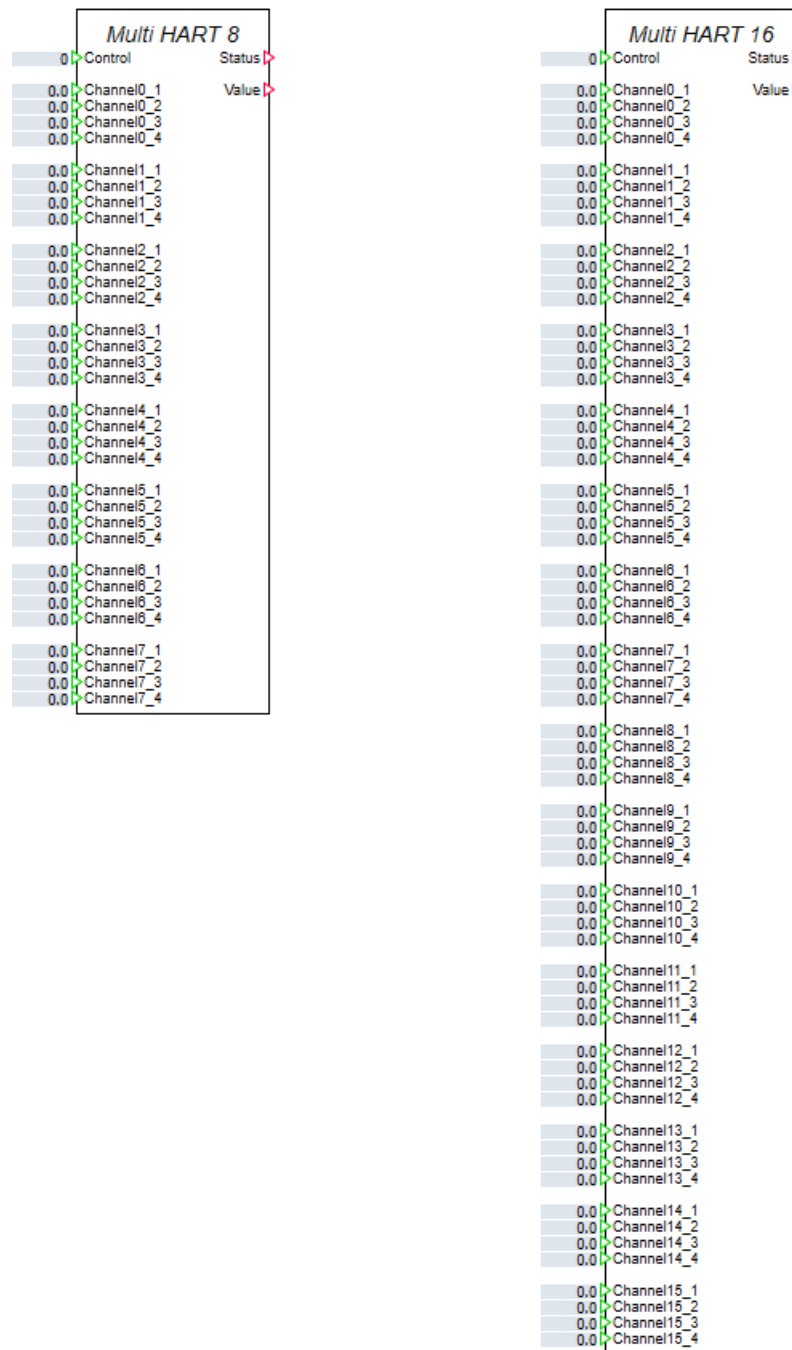 Multi HART 8
0 Control Status
0.0 Channel0_1 Value
0.0 Channel0_2
0.0 Channel0_3
0.0 Channel0_4
0.0 Channel1_1
0.0 Channel1_2
0.0 Channel1_3
0.0 Channel1_4
0.0 Channel2_1
0.0 Channel2_2
0.0 Channel2_3
0.0 Channel2_4
0.0 Channel3_1
0.0 Channel3_2
0.0 Channel3_3
0.0 Channel3_4
0.0 Channel4_1
0.0 Channel4_2
0.0 Channel4_3
0.0 Channel4_4
0.0 Channel5_1
0.0 Channel5_2
0.0 Channel5_3
0.0 Channel5_4
0.0 Channel6_1
0.0 Channel6_2
0.0 Channel6_3
0.0 Channel6_4
0.0 Channel7_1
0.0 Channel7_2
0.0 Channel7_3
0.0 Channel7_4
Multi HART 16
0 Control Status
0.0 Channel0_1 Value
0.0 Channel0_2
0.0 Channel0_3
0.0 Channel0_4
0.0 Channel1_1
0.0 Channel1_2
0.0 Channel1_3
0.0 Channel1_4
0.0 Channel2_1
0.0 Channel2_2
0.0 Channel2_3
0.0 Channel2_4
0.0 Channel3_1
0.0 Channel3_2
0.0 Channel3_3
0.0 Channel3_4
0.0 Channel4_1
0.0 Channel4_2
0.0 Channel4_3
0.0 Channel4_4
0.0 Channel5_1
0.0 Channel5_2
0.0 Channel5_3
0.0 Channel5_4
0.0 Channel6_1
0.0 Channel6_2
0.0 Channel6_3
0.0 Channel6_4
0.0 Channel7_1
0.0 Channel7_2
0.0 Channel7_3
0.0 Channel7_4
0.0 Channel8_1
0.0 Channel8_2
0.0 Channel8_3
0.0 Channel8_4
0.0 Channel9_1
0.0 Channel9_2
0.0 Channel9_3
0.0 Channel9_4
0.0 Channel10_1
0.0 Channel10_2
0.0 Channel10_3
0.0 Channel10_4
0.0 Channel11_1
0.0 Channel11_2
0.0 Channel11_3
0.0 Channel11_4
0.0 Channel12_1
0.0 Channel12_2
0.0 Channel12_3
0.0 Channel12_4
0.0 Channel13_1
0.0 Channel13_2
0.0 Channel13_3
0.0 Channel13_4
0.0 Channel14_1
0.0 Channel14_2
0.0 Channel14_3
0.0 Channel14_4
0.0 Channel15_1
0.0 Channel15_2
0.0 Channel15_3
0.0 Channel15_4